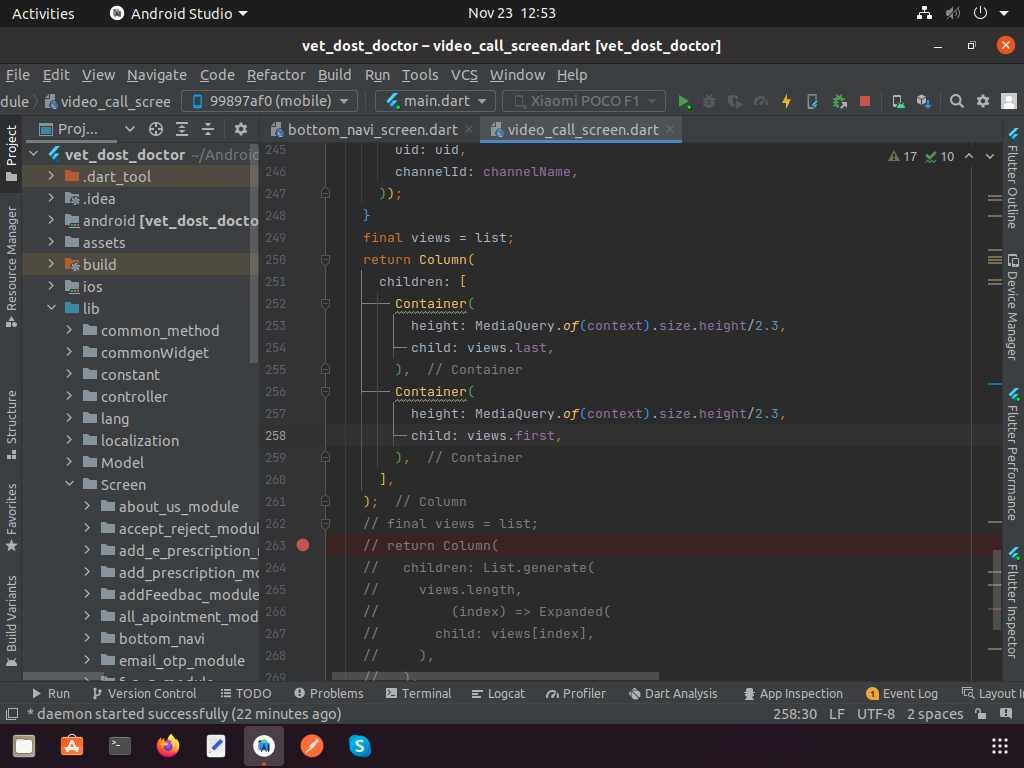 Activities
Android Studio
Nov 23 12:53
vet_dost_doctor – video_call_screen.dart [vet_dost_doctor]
File Edit View Navigate Code Refactor Build Run Tools VCS Window Help
dule
video_call_scree
99897af0 (mobile)
main.dart
Xiaomi POCO F1
Project
Resource Manager
Structure
Favorites
Build Variants
Proj...
vet_dost_doctor ~/Androi
.dart_tool
.idea
android [vet_dost_docto
assets
build
ios
lib
common_method
commonWidget
constant
controller
lang
localization
Model
Screen
about_us_module
accept_reject_modul
add_e_prescription_
add_prescription_mo
addFeedbac_module
all_apointment_mod
bottom_navi
email_otp_module
bottom_navi_screen.dart
video_call_screen.dart
17
10
245 uid: uid,
246 channelId: channelName,
247 ));
248 }
249 final views = list;
250 return Column(
251 children: [
252 Container(
253 height: MediaQuery.of(context).size.height/2.3,
254 child: views.last,
255 ), // Container
256 Container(
257 height: MediaQuery.of(context).size.height/2.3,
258 child: views.first,
259 ), // Container
260 ],
261 ); // Column
262 // final views = list;
263 // return Column(
264 // children: List.generate(
265 // views.length,
266 // (index) => Expanded(
267 // child: views[index],
268 // ),
269 // ),
Flutter Outline
Device Manager
Flutter Performance
Flutter Inspector
Run
Version Control
TODO
Problems
Terminal
Logcat
Profiler
Dart Analysis
App Inspection
1 Event Log
Layout I
* daemon started successfully (22 minutes ago)
258:30 LF UTF-8 2 spaces